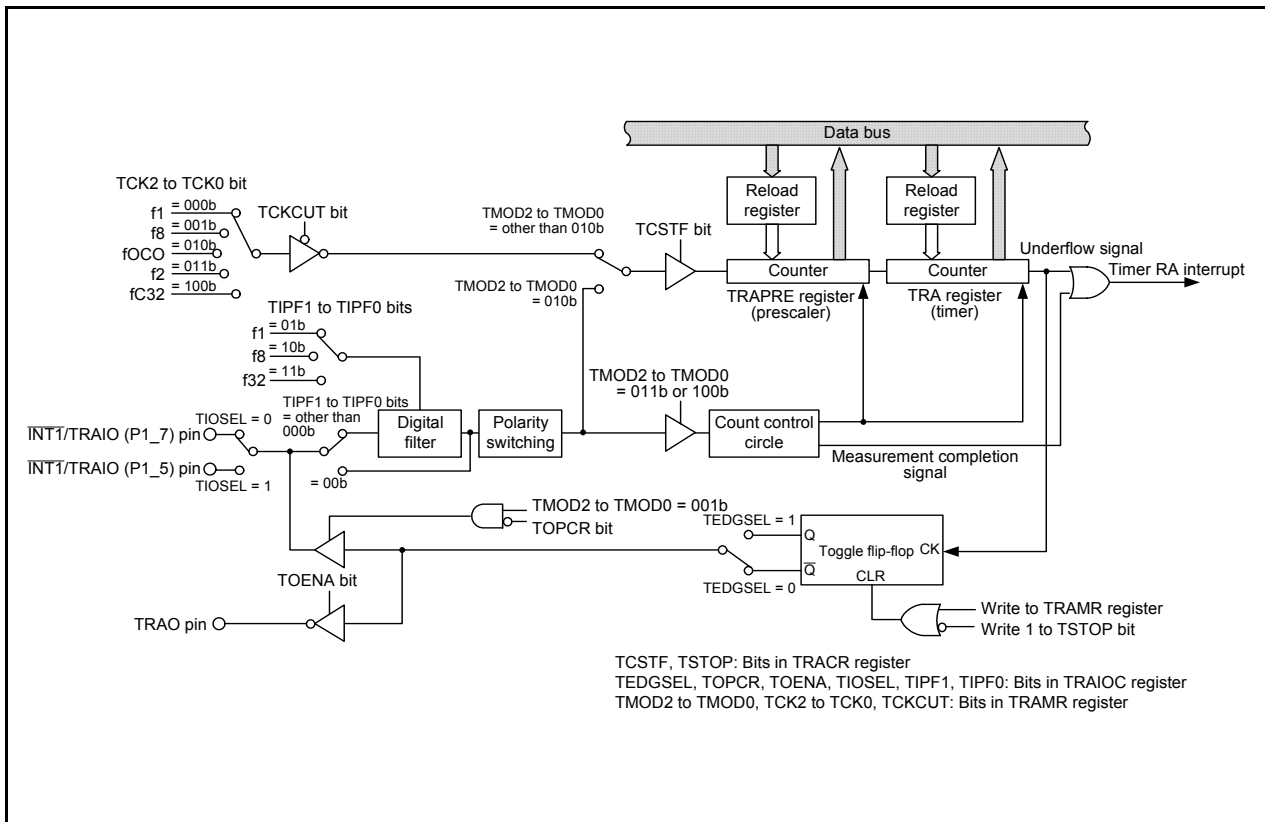 Data bus
TCK2 to TCK0 bit
Reload
register
Reload
register
= 000b
f1
TCKCUT bit
TMOD2 to TMOD0
= other than 010b
TCSTF bit
= 001b
f8
= 010b
fOCO
= 011b
f2
= 100b
fC32
Underflow signal
Counter
Counter
Timer RA interrupt
TMOD2 to TMOD0
= 010b
TRAPRE register
(prescaler)
TRA register
(timer)
TIPF1 to TIPF0 bits
= 01b
f1
= 10b
f8
= 11b
f32
TMOD2 to TMOD0
= 011b or 100b
TIPF1 to TIPF0 bits
= other than
000b
TIOSEL = 0
INT1/TRAIO (P1_7) pin
Digital
filter
Polarity
switching
Count control
circle
Measurement completion
signal
INT1/TRAIO (P1_5) pin
TIOSEL = 1
= 00b
TMOD2 to TMOD0 = 001b
TOPCR bit
TEDGSEL = 1
Q
Toggle flip-flop
CK
Q
CLR
TEDGSEL = 0
TOENA bit
TRAO pin
Write to TRAMR register
Write 1 to TSTOP bit
TCSTF, TSTOP: Bits in TRACR register
TEDGSEL, TOPCR, TOENA, TIOSEL, TIPF1, TIPF0: Bits in TRAIOC register
TMOD2 to TMOD0, TCK2 to TCK0, TCKCUT: Bits in TRAMR register